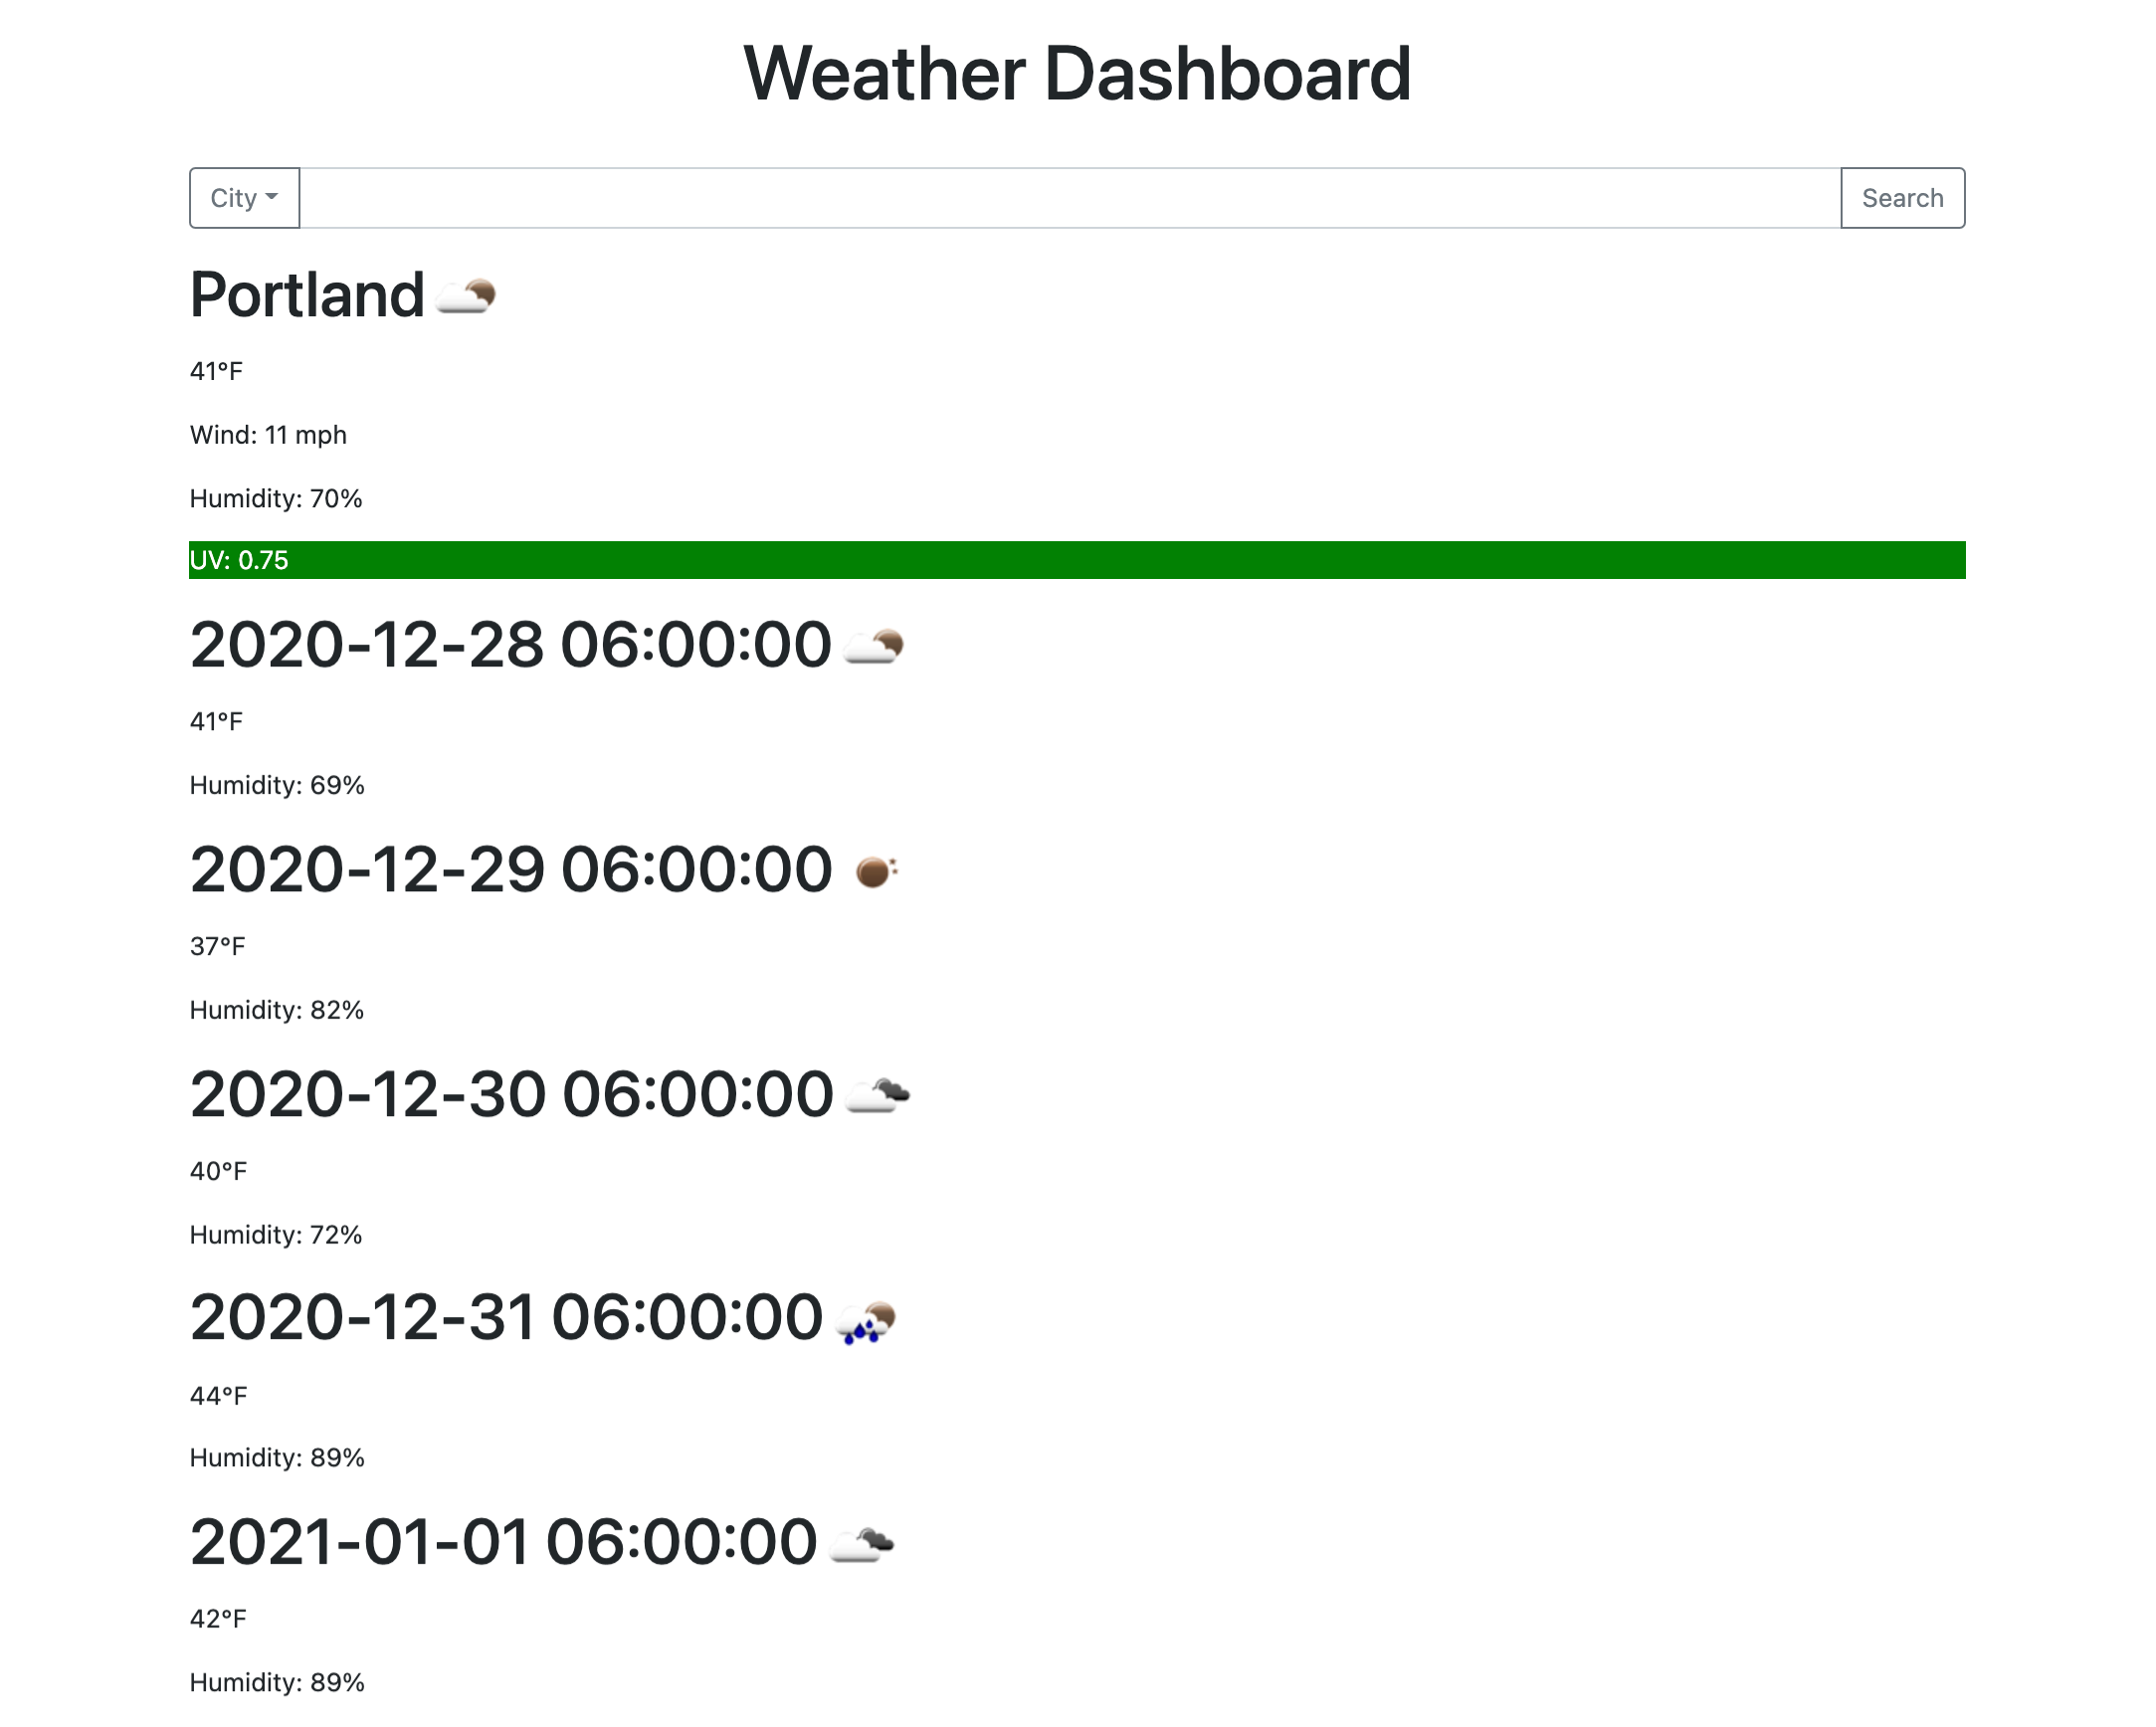 Weather Dashboard
City Search
Portland
41°F
Wind: 11 mph
Humidity: 70%
UV: 0.75
2020-12-28 06:00:00
41°F
Humidity: 69%
2020-12-29 06:00:00
37°F
Humidity: 82%
2020-12-30 06:00:00
40°F
Humidity: 72%
2020-12-31 06:00:00
44°F
Humidity: 89%
2021-01-01 06:00:00
42°F
Humidity: 89%